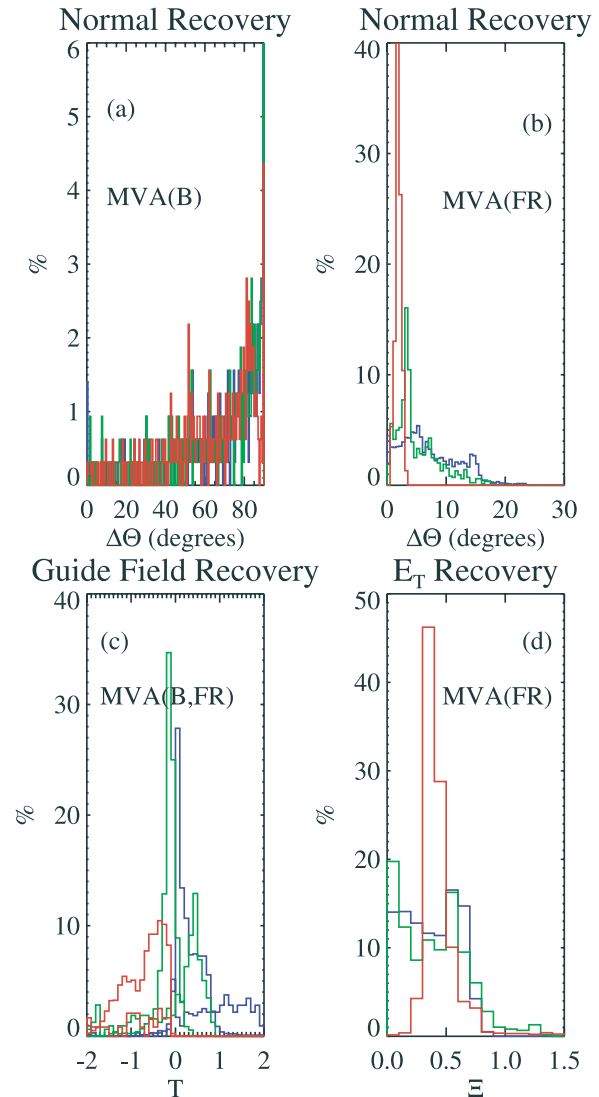 Normal Recovery
Normal Recovery
6
5
4
3
2
1
0
%
(a)
MVA(B)
0 20 40 60 80
ΔΘ (degrees)
40
30
20
10
0
%
(b)
MVA(FR)
0 10 20 30
ΔΘ (degrees)
Guide Field Recovery
E_T Recovery
40
30
20
10
0
%
(c)
MVA(B,FR)
-2 -1 0 1 2
T
50
40
30
20
10
0
%
(d)
MVA(FR)
0.0 0.5 1.0 1.5
Ξ